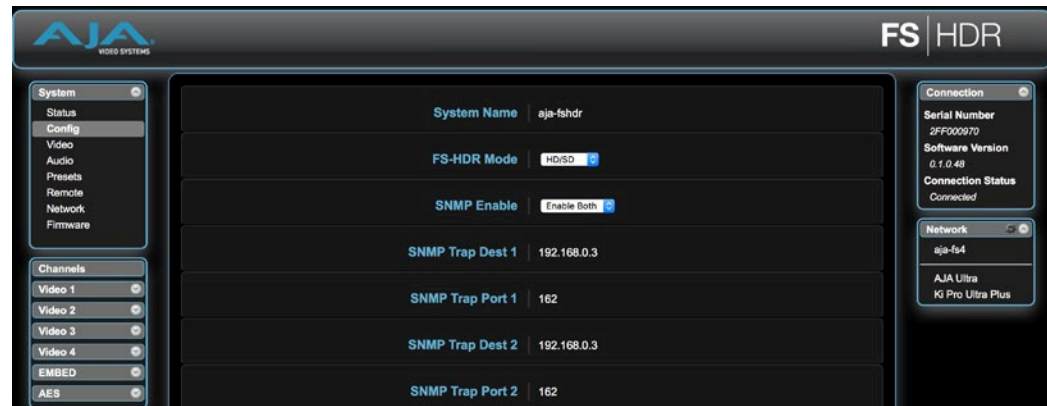 AJA
VIDEO SYSTEMS
FS|HDR
System
Status
Config
Video
Audio
Presets
Remote
Network
Firmware
Channels
Video 1
Video 2
Video 3
Video 4
EMBED
AES
System Name aja-fshdr
FS-HDR Mode HD/SD
SNMP Enable Enable Both
SNMP Trap Dest 1 192.168.0.3
SNMP Trap Port 1 162
SNMP Trap Dest 2 192.168.0.3
SNMP Trap Port 2 162
Connection
Serial Number
2FF000970
Software Version
0.1.0.48
Connection Status
Connected
Network
aja-fs4
AJA Ultra
Ki Pro Ultra Plus